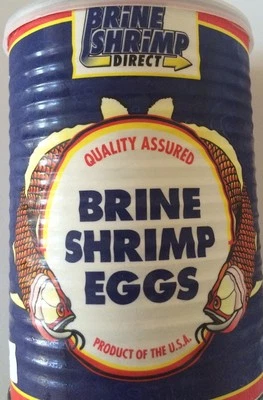 BRINE
SHRIMP
DIRECT
QUALITY ASSURED
BRINE
SHRIMP
EGGS
PRODUCT OF THE U.S.A.